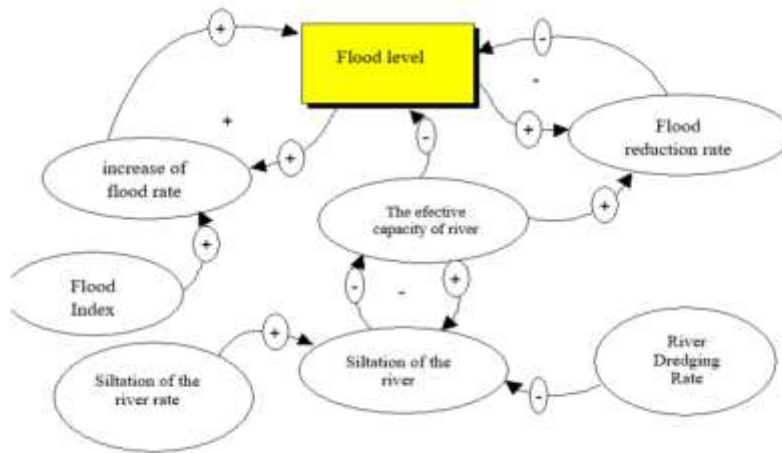 +
-
Flood level
-
+
+
+
-
+
Flood
reduction rate
increase of
flood rate
The efective
capacity of river
+
+
Flood
Index
-
-
+
+
Siltation of the
river rate
Siltation of the
river
-
River
Dredging
Rate